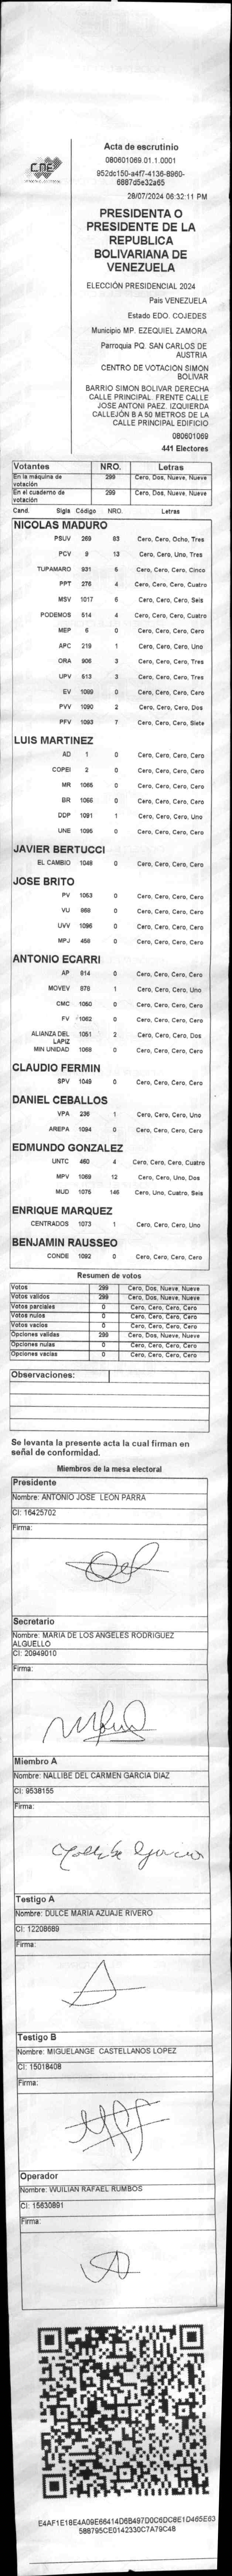 CNE
Acta de escrutinio
080601069.01.1.0001
952dc150-a4f7-4136-8960-
6887d5e32a65
28/07/2024 06:32:11 PM
PRESIDENTA O
PRESIDENTE DE LA
REPUBLICA
BOLIVARIANA DE
VENEZUELA
ELECCIÓN PRESIDENCIAL 2024
Pais VENEZUELA
Estado EDO. COJEDES
Municipio MP. EZEQUIEL ZAMORA
Parroquia PQ. SAN CARLOS DE
AUSTRIA
CENTRO DE VOTACION SIMON
BOLIVAR
BARRIO SIMON BOLIVAR DERECHA
CALLE PRINCIPAL. FRENTE CALLE
JOSE ANTONI PAEZ. IZQUIERDA
CALLEJÓN B A 50 METROS DE LA
CALLE PRINCIPAL EDIFICIO
080601069
441 Electores
Votantes NRO. Letras
En la máquina de votación 299 Cero, Dos, Nueve, Nueve
En el cuaderno de votación 299 Cero, Dos, Nueve, Nueve
Cand. Sigla Código NRO. Letras
NICOLAS MADURO
PSUV 269 83 Cero, Cero, Ocho, Tres
PCV 9 13 Cero, Cero, Uno, Tres
TUPAMARO 931 5 Cero, Cero, Cero, Cinco
PPT 276 4 Cero, Cero, Cero, Cuatro
MSV 1017 6 Cero, Cero, Cero, Seis
PODEMOS 514 4 Cero, Cero, Cero, Cuatro
MEP 6 0 Cero, Cero, Cero, Cero
APC 219 1 Cero, Cero, Cero, Uno
ORA 906 3 Cero, Cero, Cero, Tres
UPV 513 3 Cero, Cero, Cero, Tres
EV 1089 0 Cero, Cero, Cero, Cero
PVV 1090 2 Cero, Cero, Cero, Dos
PFV 1093 7 Cero, Cero, Cero, Siete
LUIS MARTINEZ
AD 1 0 Cero, Cero, Cero, Cero
COPEI 2 0 Cero, Cero, Cero, Cero
MR 1065 0 Cero, Cero, Cero, Cero
BR 1066 0 Cero, Cero, Cero, Cero
DDP 1091 1 Cero, Cero, Cero, Uno
UNE 1095 0 Cero, Cero, Cero, Cero
JAVIER BERTUCCI
EL CAMBIO 1048 0 Cero, Cero, Cero, Cero
JOSE BRITO
PV 1053 0 Cero, Cero, Cero, Cero
VU 868 0 Cero, Cero, Cero, Cero
UVV 1096 0 Cero, Cero, Cero, Cero
MPJ 458 0 Cero, Cero, Cero, Cero
ANTONIO ECARRI
AP 914 0 Cero, Cero, Cero, Cero
MOVEV 878 1 Cero, Cero, Cero, Uno
CMC 1050 0 Cero, Cero, Cero, Cero
FV 1062 0 Cero, Cero, Cero, Cero
ALIANZA DEL LAPIZ 1051 2 Cero, Cero, Cero, Dos
MIN UNIDAD 1068 0 Cero, Cero, Cero, Cero
CLAUDIO FERMIN
SPV 1049 0 Cero, Cero, Cero, Cero
DANIEL CEBALLOS
VPA 236 1 Cero, Cero, Cero, Uno
AREPA 1094 0 Cero, Cero, Cero, Cero
EDMUNDO GONZALEZ
UNTC 460 4 Cero, Cero, Cero, Cuatro
MPV 1069 12 Cero, Cero, Uno, Dos
MUD 1075 146 Cero, Uno, Cuatro, Seis
ENRIQUE MARQUEZ
CENTRADOS 1073 1 Cero, Cero, Cero, Uno
BENJAMIN RAUSSEO
CONDE 1092 0 Cero, Cero, Cero, Cero
Resumen de votos
Votos 299 Cero, Dos, Nueve, Nueve
Votos validos 299 Cero, Dos, Nueve, Nueve
Votos parciales 0 Cero, Cero, Cero, Cero
Votos nulos 0 Cero, Cero, Cero, Cero
Votos vacios 0 Cero, Cero, Cero, Cero
Opciones validas 299 Cero, Dos, Nueve, Nueve
Opciones nulas 0 Cero, Cero, Cero, Cero
Opciones vacias 0 Cero, Cero, Cero, Cero
Observaciones:
Se levanta la presente acta la cual firman en
señal de conformidad.
Miembros de la mesa electoral
Presidente
Nombre: ANTONIO JOSE LEON PARRA
CI: 16425702
Firma:
Secretario
Nombre: MARIA DE LOS ANGELES RODRIGUEZ
ALGUELLO
CI: 20949010
Firma:
Miembro A
Nombre: NALLIBE DEL CARMEN GARCIA DIAZ
CI: 9538155
Firma:
Testigo A
Nombre: DULCE MARIA AZUAJE RIVERO
CI: 12208689
Firma:
Testigo B
Nombre: MIGUELANGE CASTELLANOS LOPEZ
CI: 15018408
Firma:
Operador
Nombre: WUILIAN RAFAEL RUMBOS
CI: 15630891
Firma:
E4AF1E18E4A09E66414D6B497D0C6DC8E1D465E63
588795CE0142330C7A79C48